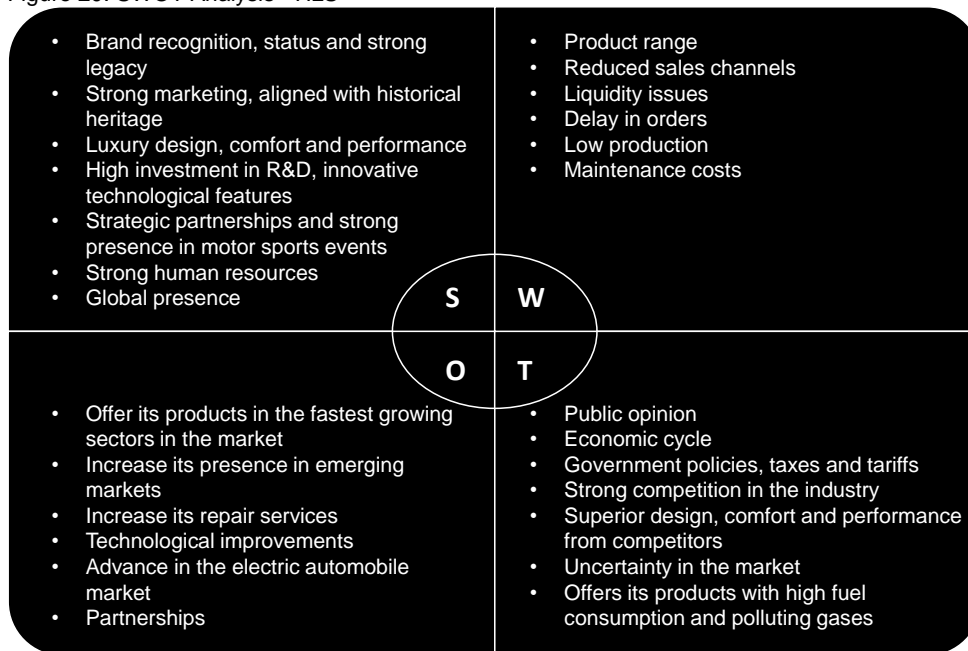 • Brand recognition, status and strong
legacy
• Strong marketing, aligned with historical
heritage
• Luxury design, comfort and performance
• High investment in R&D, innovative
technological features
• Strategic partnerships and strong
presence in motor sports events
• Strong human resources
• Global presence
• Product range
• Reduced sales channels
• Liquidity issues
• Delay in orders
• Low production
• Maintenance costs
S W
O T
• Offer its products in the fastest growing
sectors in the market
• Increase its presence in emerging
markets
• Increase its repair services
• Technological improvements
• Advance in the electric automobile
market
• Partnerships
• Public opinion
• Economic cycle
• Government policies, taxes and tariffs
• Strong competition in the industry
• Superior design, comfort and performance
from competitors
• Uncertainty in the market
• Offers its products with high fuel
consumption and polluting gases